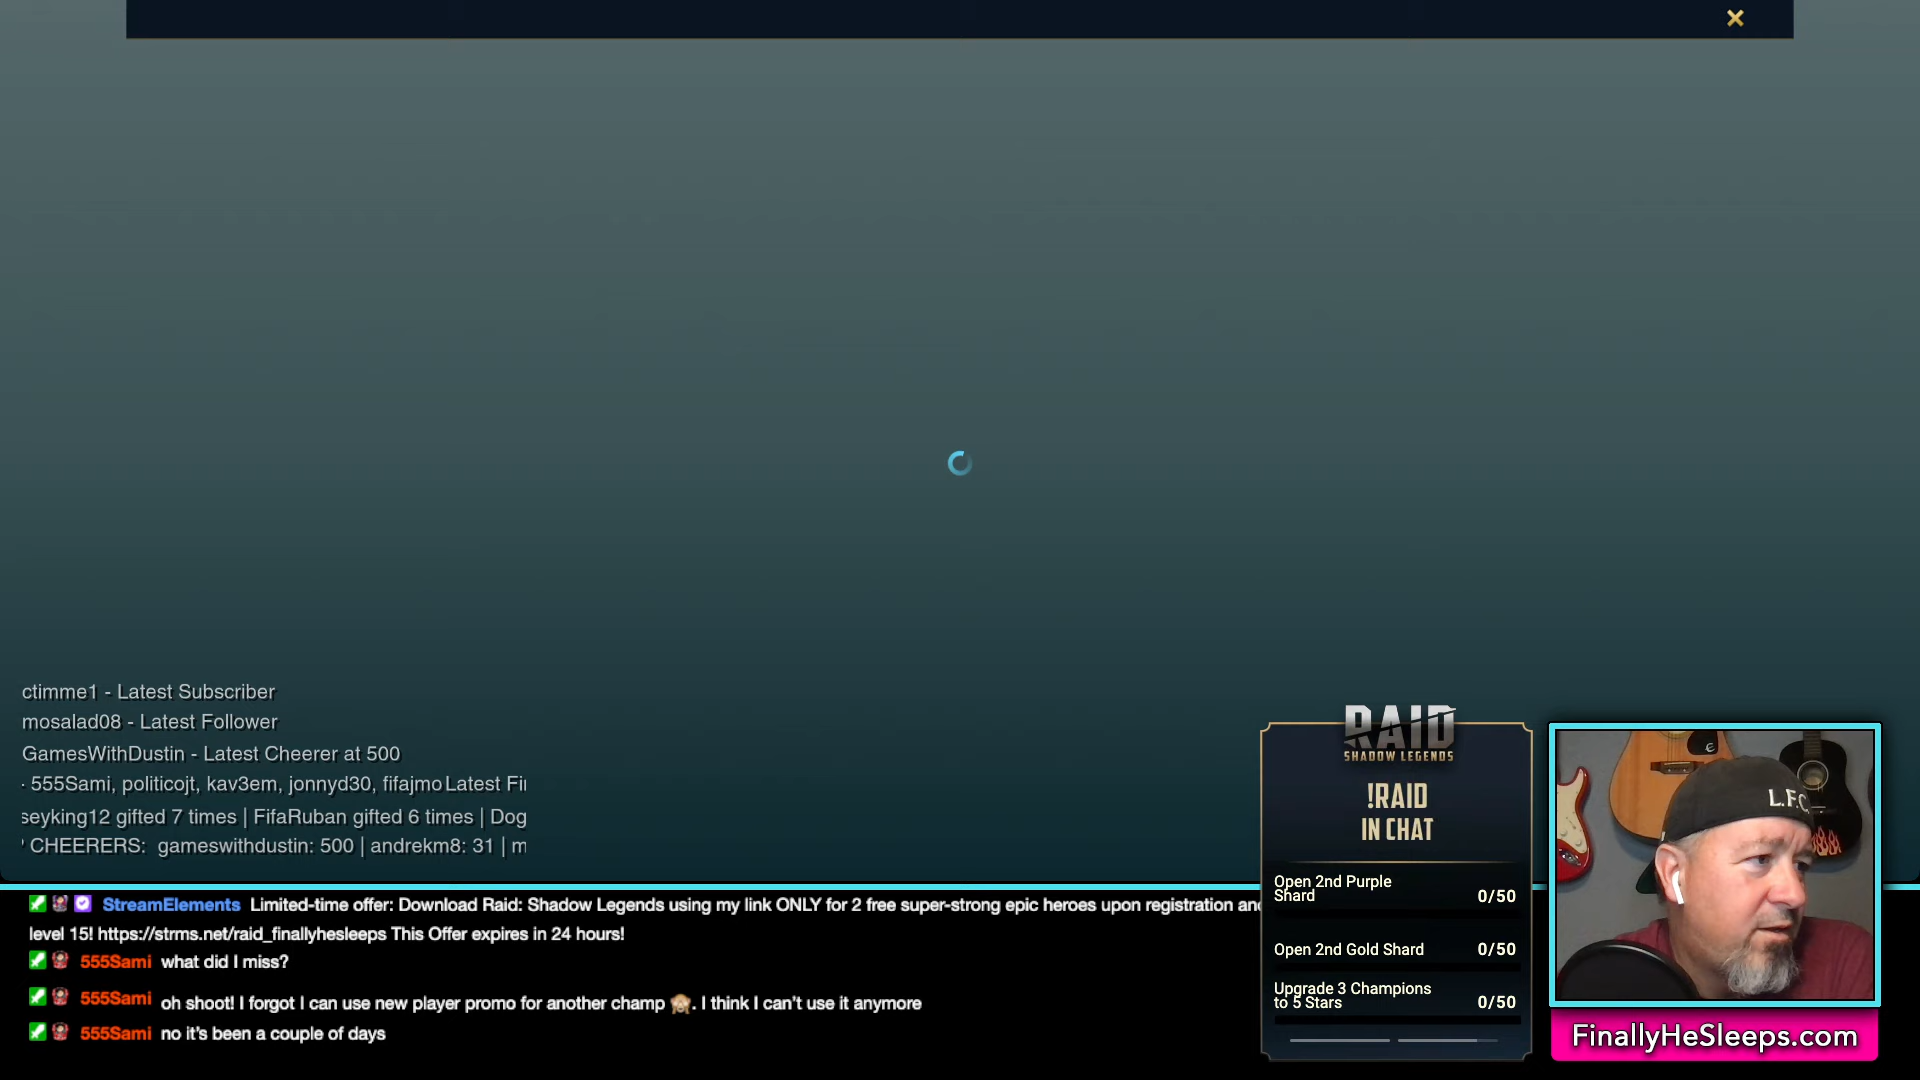 ctimme1 - Latest Subscriber
mosalad08 - Latest Follower
GamesWithDustin - Latest Cheerer at 500
- 555Sami, politicojt, kav3em, jonnyd30, fifajmo Latest Fi
seyking12 gifted 7 times | FifaRuban gifted 6 times | Dog
CHEERERS: gameswithdustin: 500 | andrekm8: 31 | m
StreamElements Limited-time offer: Download Raid: Shadow Legends using my link ONLY for 2 free super-strong epic heroes upon registration and
level 15! https://strms.net/raid_finallyhesleeps This Offer expires in 24 hours!
555Sami what did I miss?
555Sami oh shoot! I forgot I can use new player promo for another champ 🙈. I think I can't use it anymore
555Sami no it's been a couple of days
RAID
SHADOW LEGENDS
!RAID
IN CHAT
Open 2nd Purple
Shard 0/50
Open 2nd Gold Shard 0/50
Upgrade 3 Champions
to 5 Stars 0/50
L.F.C
FinallyHeSleeps.com